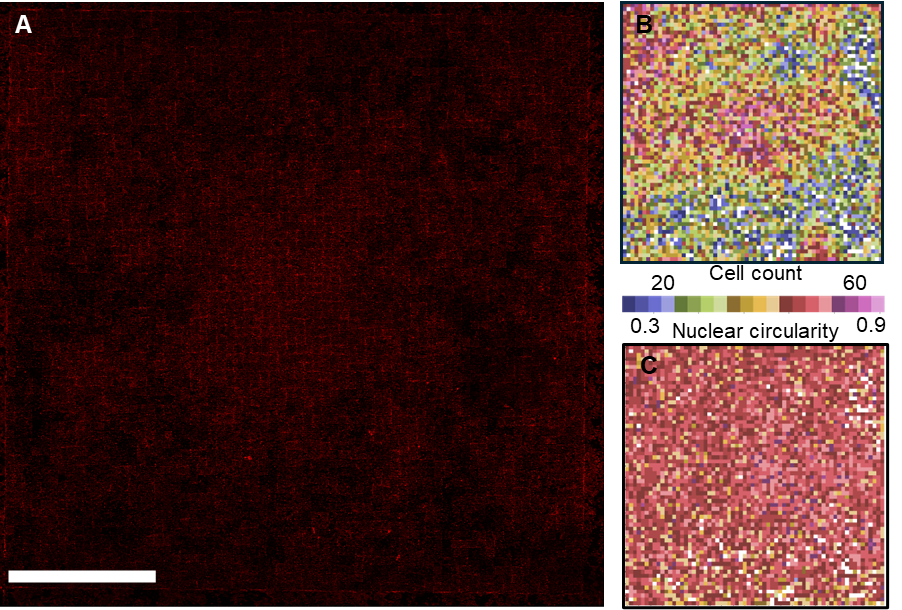 A
B
Cell count
20 60
0.3 Nuclear circularity 0.9
C